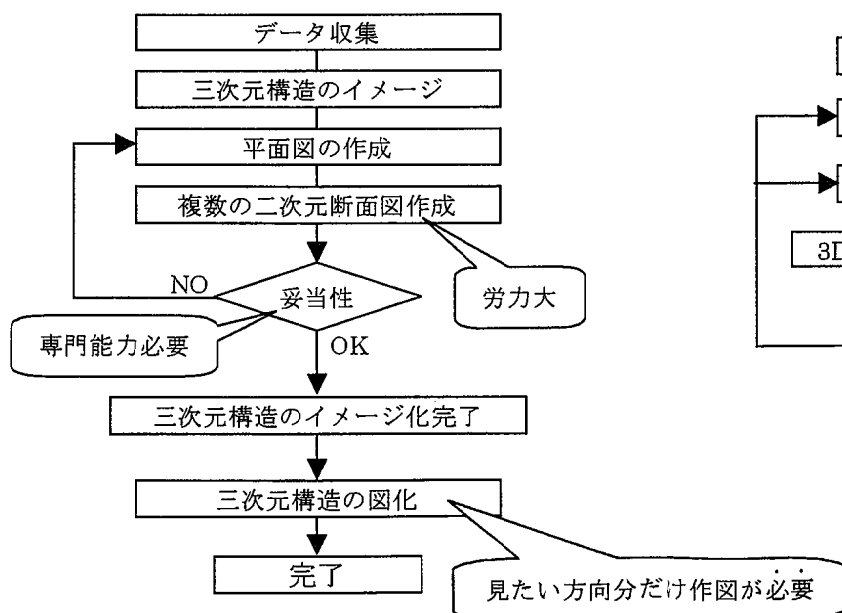 データ収集
三次元構造のイメージ
平面図の作成
複数の二次元断面図作成
NO
妥当性
労力大
専門能力必要
OK
三次元構造のイメージ化完了
三次元構造の図化
完了
見たい方向分だけ作図が必要
3D